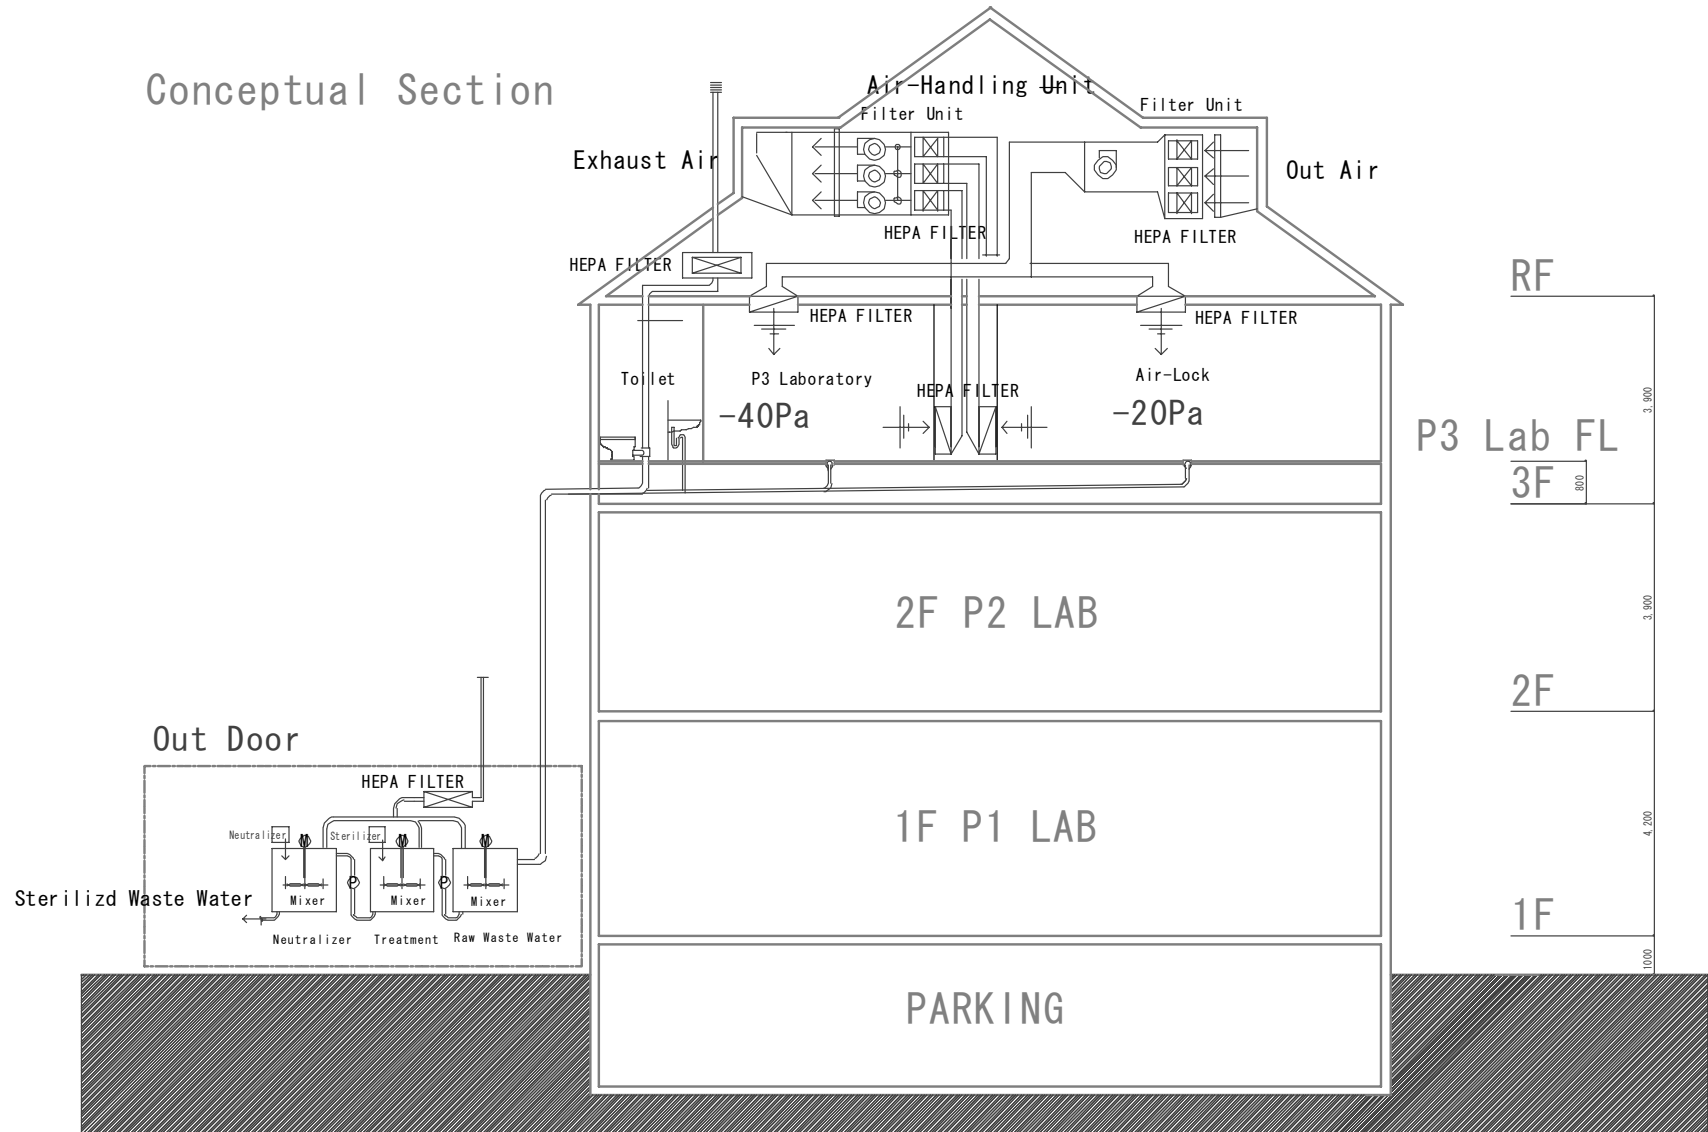 Conceptual Section
Air-Handling Unit
Filter Unit
Filter Unit
Exhaust Air
Out Air
HEPA FILTER
HEPA FILTER
HEPA FILTER
RF
HEPA FILTER
HEPA FILTER
Toilet
P3 Laboratory
HEPA FILTER
Air-Lock
-40Pa
-20Pa
3,900
P3 Lab FL
3F
800
2F P2 LAB
3,900
2F
Out Door
HEPA FILTER
Neutralizer
Sterilizer
M
M
M
1F P1 LAB
4,200
P
P
Sterilizd Waste Water
Mixer
Mixer
Mixer
Neutralizer
Treatment
Raw Waste Water
1F
1000
PARKING